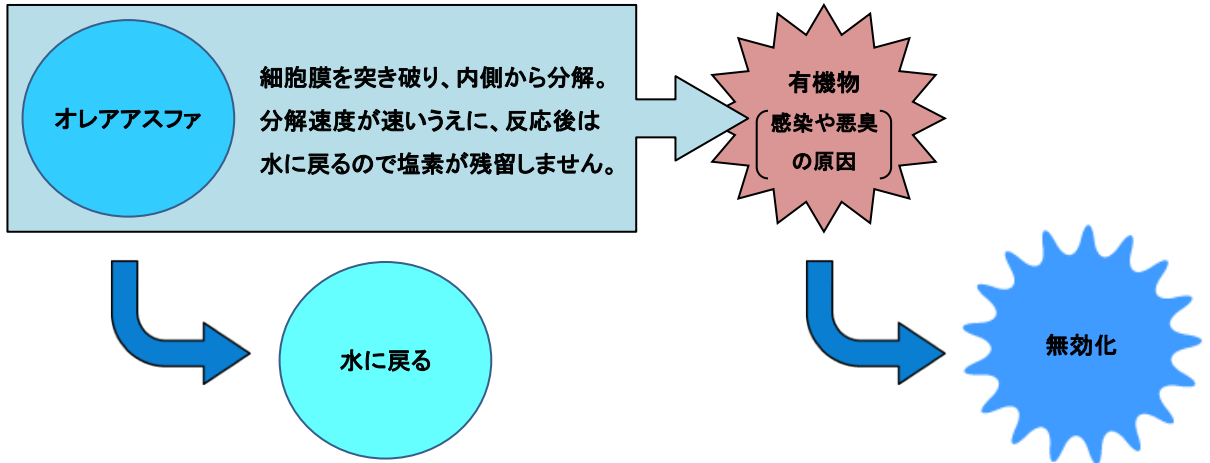 オレアアスファ
細胞膜を突き破り、内側から分解。
分解速度が速いうえに、反応後は
水に戻るので塩素が残留しません。
有機物
感染や悪臭
の原因
水に戻る
無効化